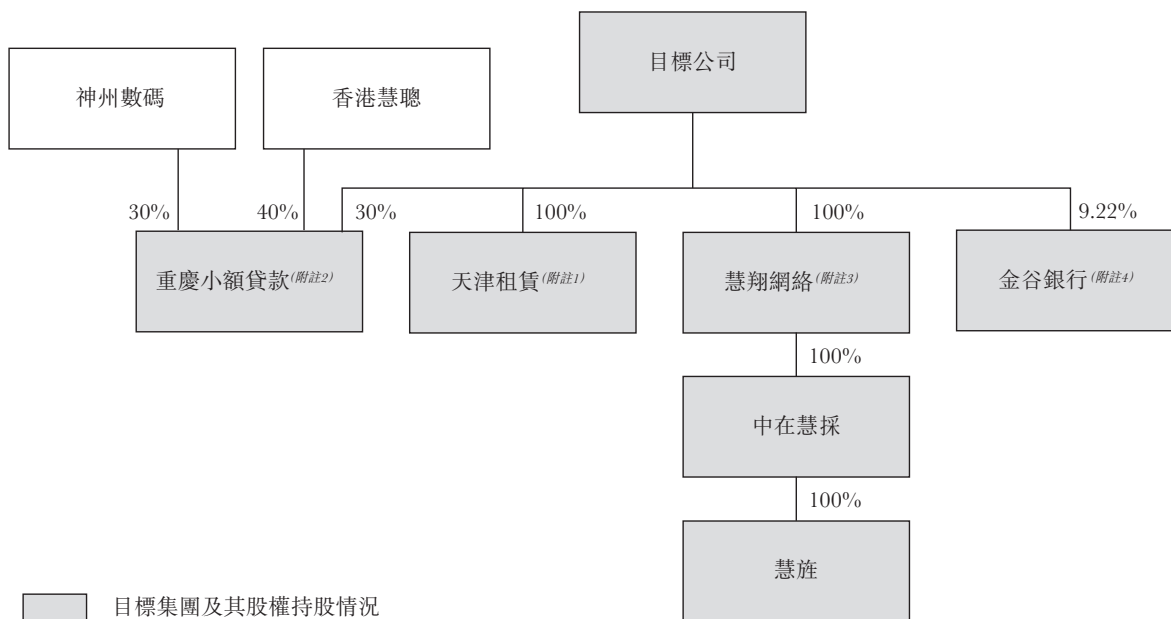 目標公司
神州數碼
香港慧聰
30%
40%
30%
100%
100%
9.22%
重慶小額貸款(附註2)
天津租賃(附註1)
慧翔網絡(附註3)
金谷銀行(附註4)
100%
中在慧採
100%
慧旌
目標集團及其股權持股情況